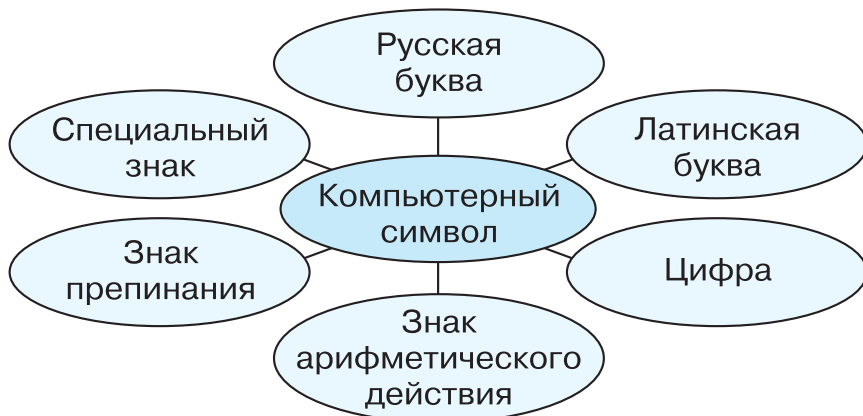 Русская
буква
Специальный
знак
Латинская
буква
Компьютерный
символ
Знак
препинания
Цифра
Знак
арифметического
действия